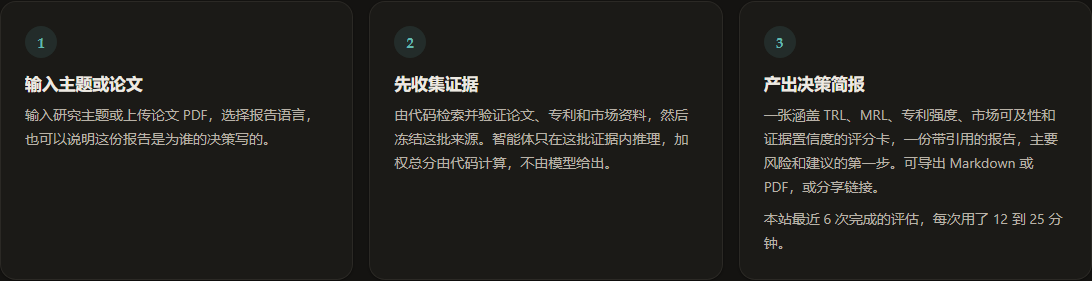 1
输入主题或论文
输入研究主题或上传论文 PDF，选择报告语言，
也可以说明这份报告是为谁的决策写的。
2
先收集证据
由代码检索并验证论文、专利和市场资料，然后
冻结这批来源。智能体只在这批证据内推理，加
权总分由代码计算，不由模型给出。
3
产出决策简报
一张涵盖 TRL、MRL、专利强度、市场可及性和
证据置信度的评分卡，一份带引用的报告，主要
风险和建议的第一步。可导出 Markdown 或
PDF，或分享链接。
本站最近 6 次完成的评估，每次用了 12 到 25 分
钟。